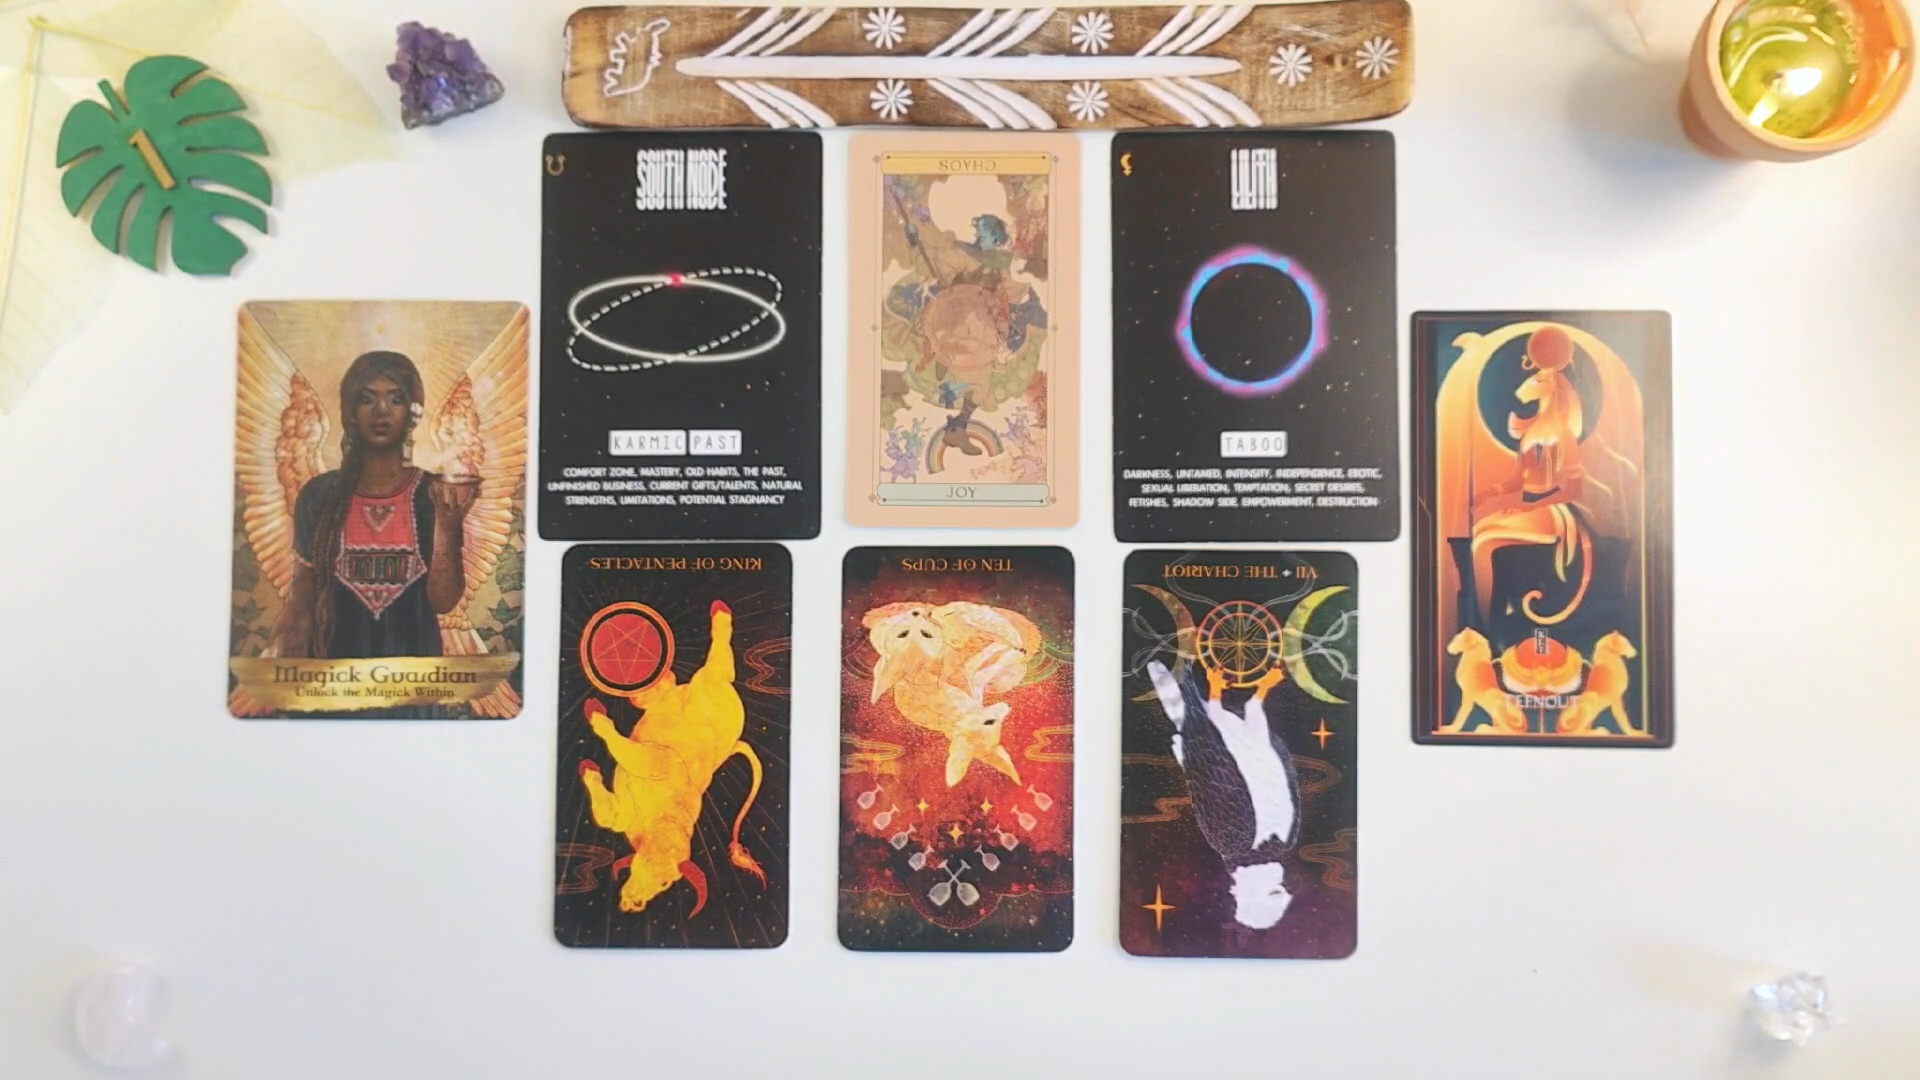 1
SOUTH NODE
KARMIC PAST
COMFORT ZONE, MASTERY, OLD HABITS, THE PAST,
UNFINISHED BUSINESS, CURRENT GIFTS/TALENTS, NATURAL
STRENGTHS, LIMITATIONS, POTENTIAL STAGNANCY
CHAOS
JOY
LILITH
TABOO
DARKNESS, UNTAMED, INTENSITY, INDEPENDENCE, EROTIC,
SEXUAL LIBERATION, TEMPTATION, SECRET DESIRES,
FETISHES, SHADOW SIDE, EMPOWERMENT, DESTRUCTION
Magick Guardian
Unlock the Magick Within
TEFNOUT
KING OF PENTACLES
TEN OF CUPS
VII THE CHARIOT